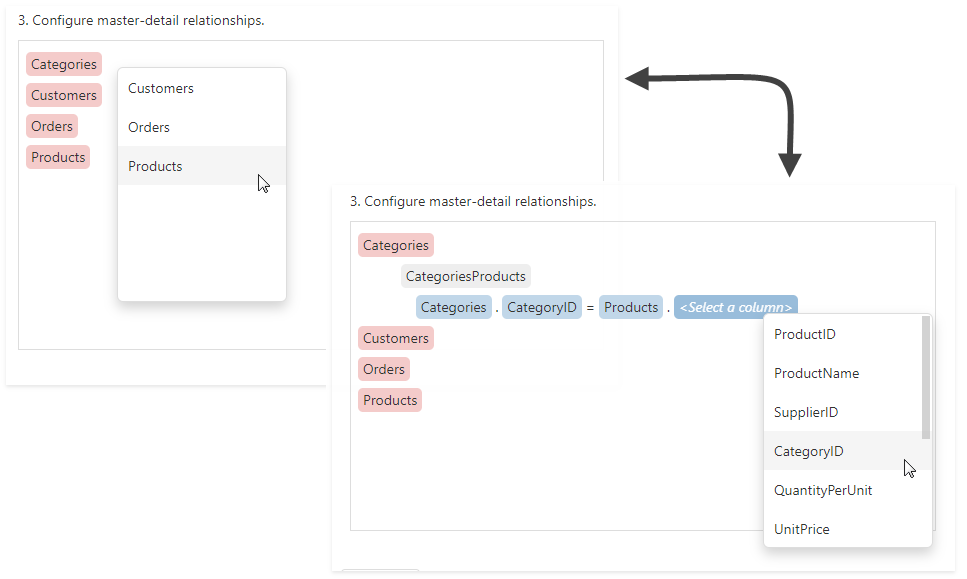 3. Configure master-detail relationships.
Categories
Customers
Orders
Products
Customers
Orders
Products
3. Configure master-detail relationships.
Categories
CategoriesProducts
Categories . CategoryID = Products . <Select a column>
Customers
Orders
Products
ProductID
ProductName
SupplierID
CategoryID
QuantityPerUnit
UnitPrice